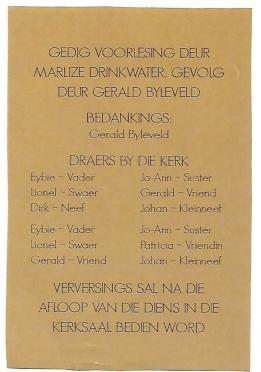 GEDIG VOORLESING DEUR
MARLIZE DRINKWATER, GEVOLG
DEUR GERALD BYLEVELD
BEDANKINGS:
Gerald Byleveld
DRAERS BY DIE KERK
Eybie – Vader Jo-Ann – Suster
Lionel – Swaer Gerald – Vriend
Dirk – Neef Johan – Kleinneef
Eybie – Vader Jo-Ann – Suster
Lionel – Swaer Patricia – Vriendin
Gerald – Vriend Johan – Kleinneef
VERVERSINGS SAL NA DIE
AFLOOP VAN DIE DIENS IN DIE
KERKSAAL BEDIEN WORD